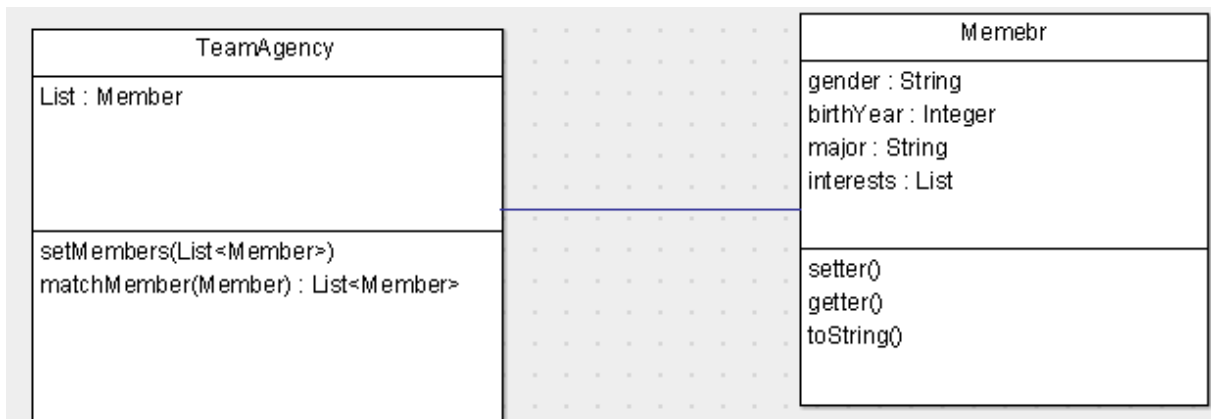 TeamAgency
List : Member
setMembers(List<Member>)
matchMember(Member) : List<Member>
Memebr
gender : String
birthYear : Integer
major : String
interests : List
setter()
getter()
toString()